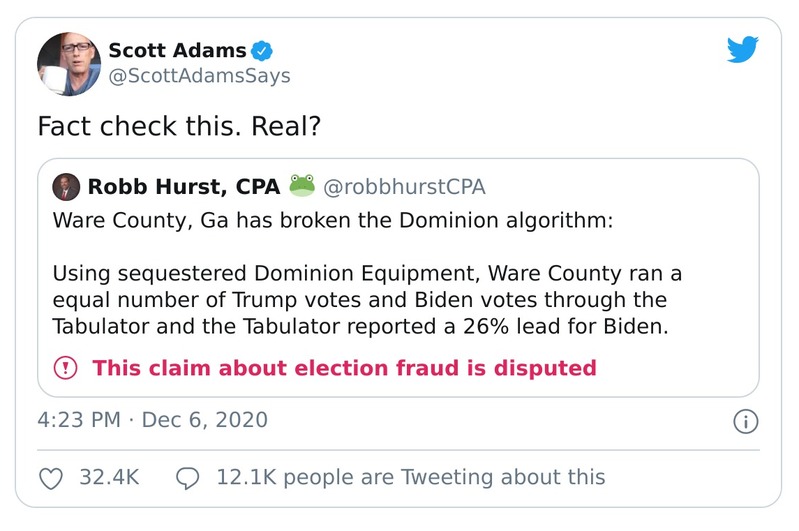 Scott Adams
@ScottAdamsSays
Fact check this. Real?
Robb Hurst, CPA 🐸 @robbhurstCPA
Ware County, Ga has broken the Dominion algorithm:
Using sequestered Dominion Equipment, Ware County ran a
equal number of Trump votes and Biden votes through the
Tabulator and the Tabulator reported a 26% lead for Biden.
This claim about election fraud is disputed
4:23 PM · Dec 6, 2020
32.4K 12.1K people are Tweeting about this